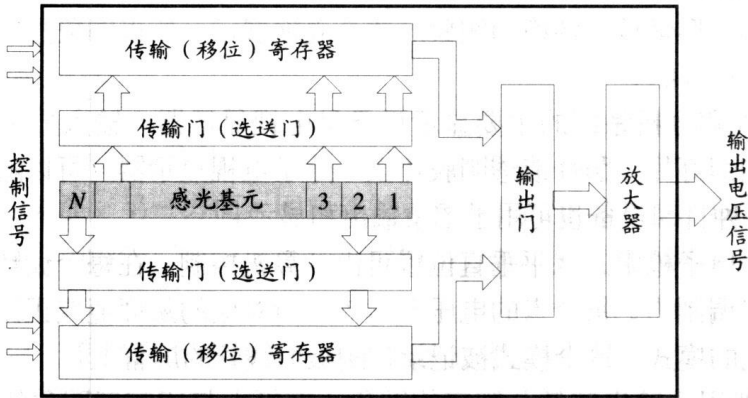 传输（移位）寄存器
传输门（选送门）
控制信号
N 感光基元 3 2 1
传输门（选送门）
传输（移位）寄存器
输出门
放大器
输出电压信号